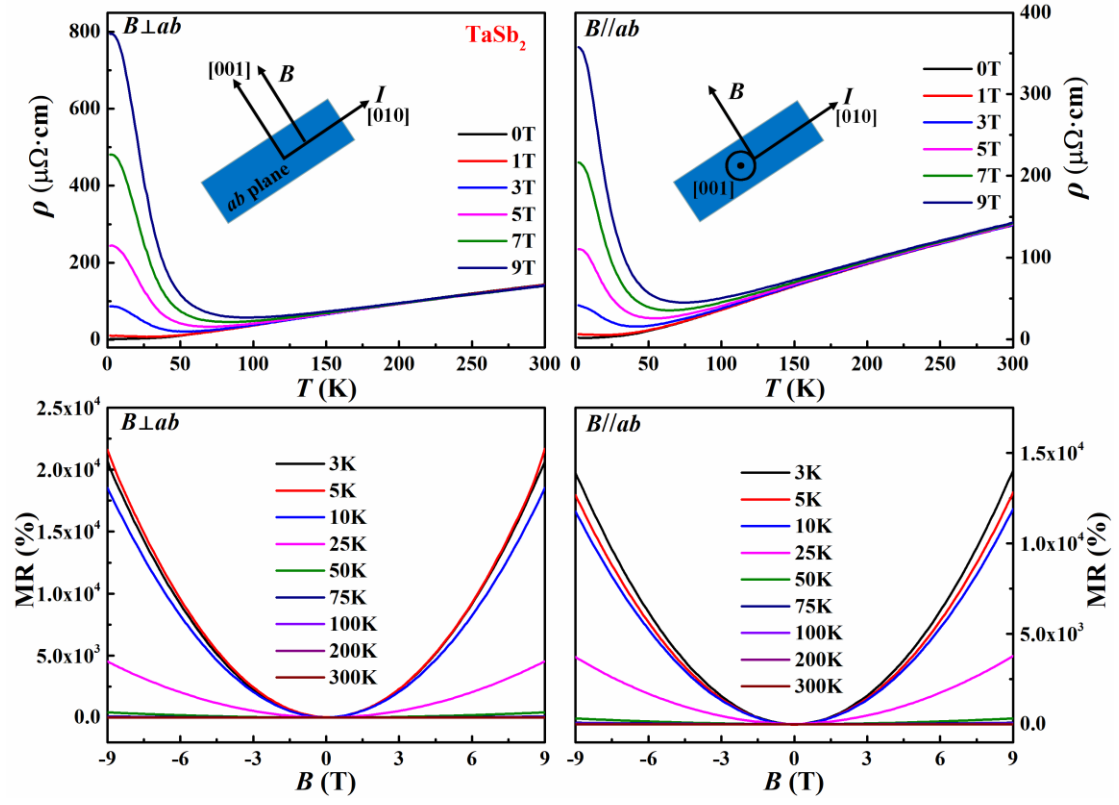 B⊥ab
TaSb2
[001]
B
I
[010]
ab plane
0T
1T
3T
5T
7T
9T
800
600
400
200
0
ρ (μΩ·cm)
0 50 100 150 200 250 300
T (K)
B//ab
B
I
[010]
[001]
0T
1T
3T
5T
7T
9T
400
300
200
100
0
ρ (μΩ·cm)
0 50 100 150 200 250 300
T (K)
B⊥ab
3K
5K
10K
25K
50K
75K
100K
200K
300K
2.5x10^4
2.0x10^4
1.5x10^4
1.0x10^4
5.0x10^3
0.0
MR (%)
-9 -6 -3 0 3 6 9
B (T)
B//ab
3K
5K
10K
25K
50K
75K
100K
200K
300K
1.5x10^4
1.0x10^4
5.0x10^3
0.0
MR (%)
-9 -6 -3 0 3 6 9
B (T)